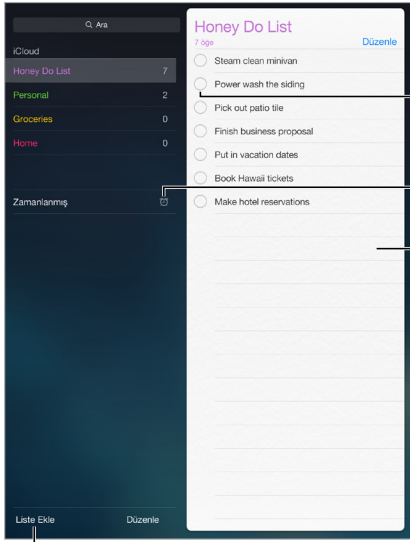 Ara
iCloud
Honey Do List 7
Personal 2
Groceries 0
Home 0
Zamanlanmış
Liste Ekle Düzenle
Honey Do List
7 öğe Düzenle
Steam clean minivan
Power wash the siding
Pick out patio tile
Finish business proposal
Put in vacation dates
Book Hawaii tickets
Make hotel reservations